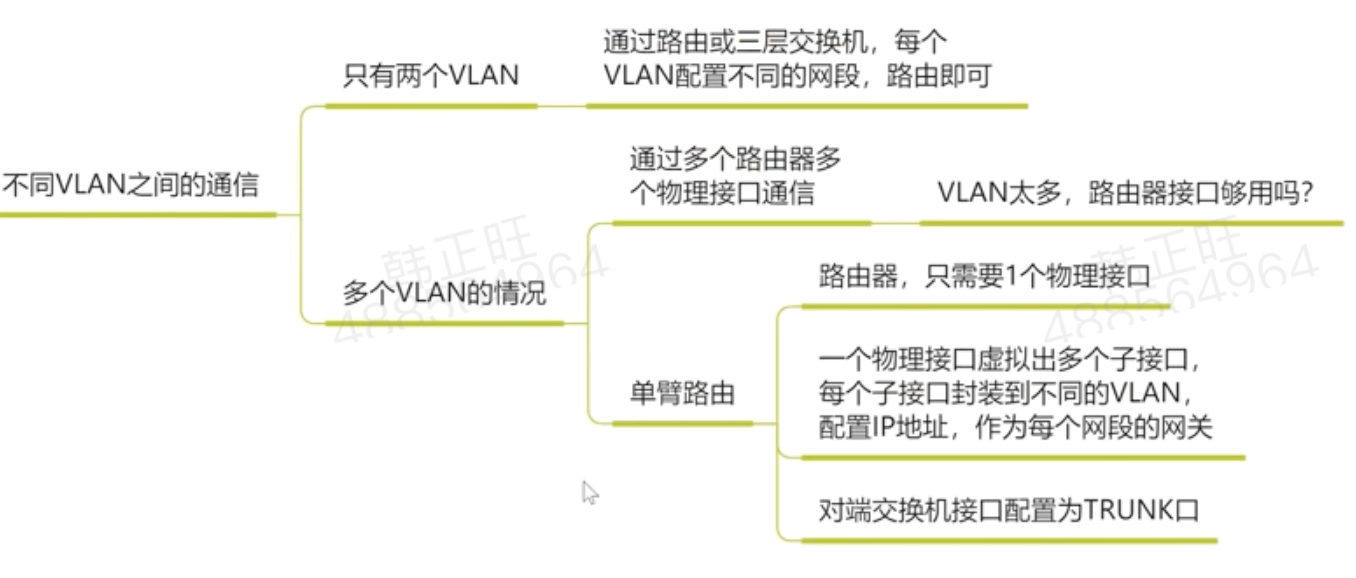 不同VLAN之间的通信
只有两个VLAN
通过路由或三层交换机，每个
VLAN配置不同的网段，路由即可
多个VLAN的情况
通过多个路由器多
个物理接口通信
VLAN太多，路由器接口够用吗？
单臂路由
路由器，只需要1个物理接口
一个物理接口虚拟出多个子接口，
每个子接口封装到不同的VLAN，
配置IP地址，作为每个网段的网关
对端交换机接口配置为TRUNK口
韩正旺
488564964
韩正旺
488564964